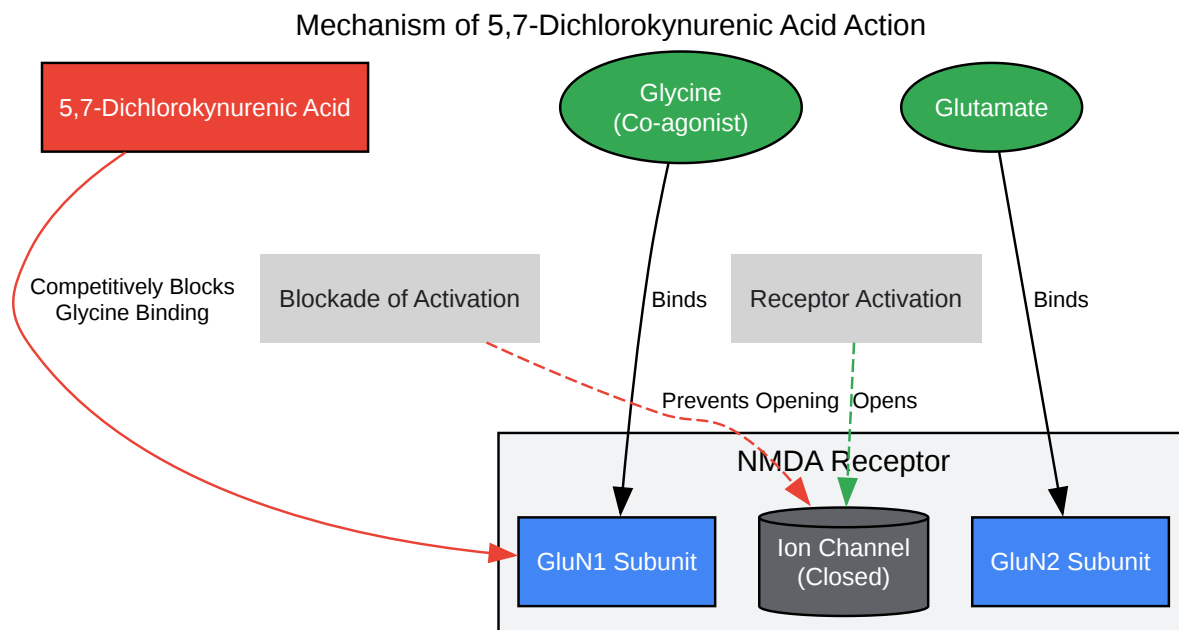 Mechanism of 5,7-Dichlorokynurenic Acid Action
5,7-Dichlorokynurenic Acid
Glycine
(Co-agonist)
Glutamate
Competitively Blocks
Glycine Binding
Blockade of Activation
Binds
Receptor Activation
Binds
Prevents Opening
Opens
NMDA Receptor
GluN1 Subunit
Ion Channel
(Closed)
GluN2 Subunit